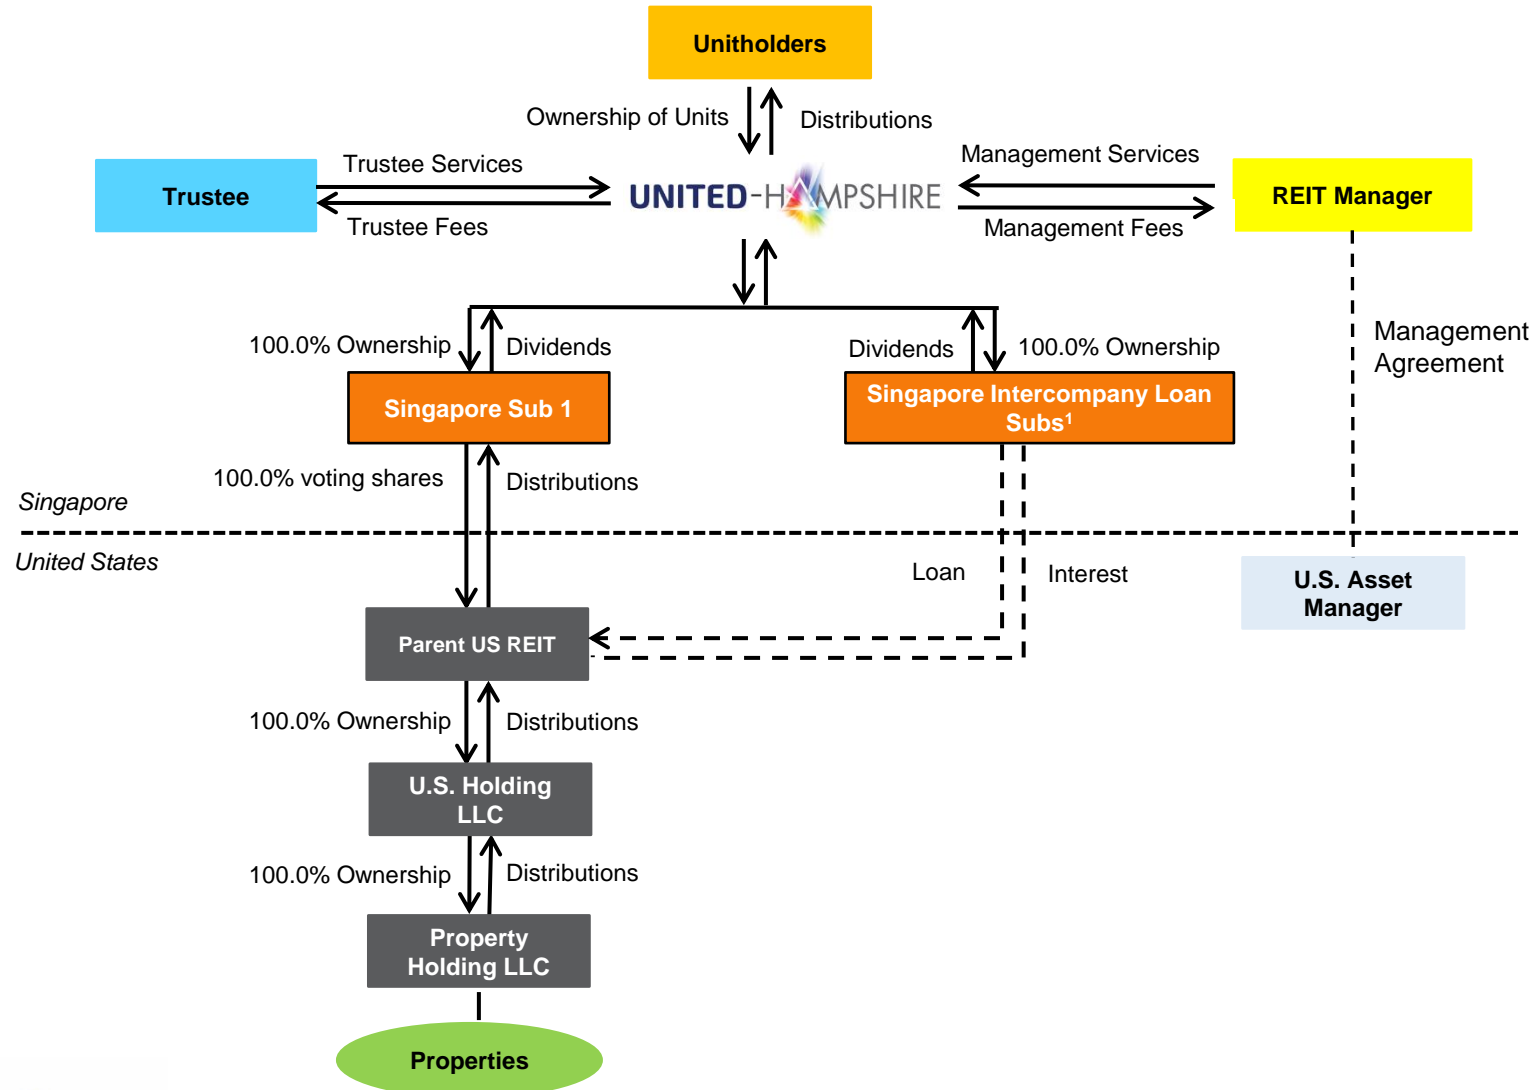 Unitholders
Ownership of Units
Distributions
Trustee
Trustee Services
Trustee Fees
UNITED-HAMPSHIRE
Management Services
Management Fees
REIT Manager
100.0% Ownership
Dividends
Dividends
100.0% Ownership
Management
Agreement
Singapore Sub 1
Singapore Intercompany Loan
Subs¹
100.0% voting shares
Distributions
Singapore
United States
Loan
Interest
U.S. Asset
Manager
Parent US REIT
100.0% Ownership
Distributions
U.S. Holding
LLC
100.0% Ownership
Distributions
Property
Holding LLC
Properties